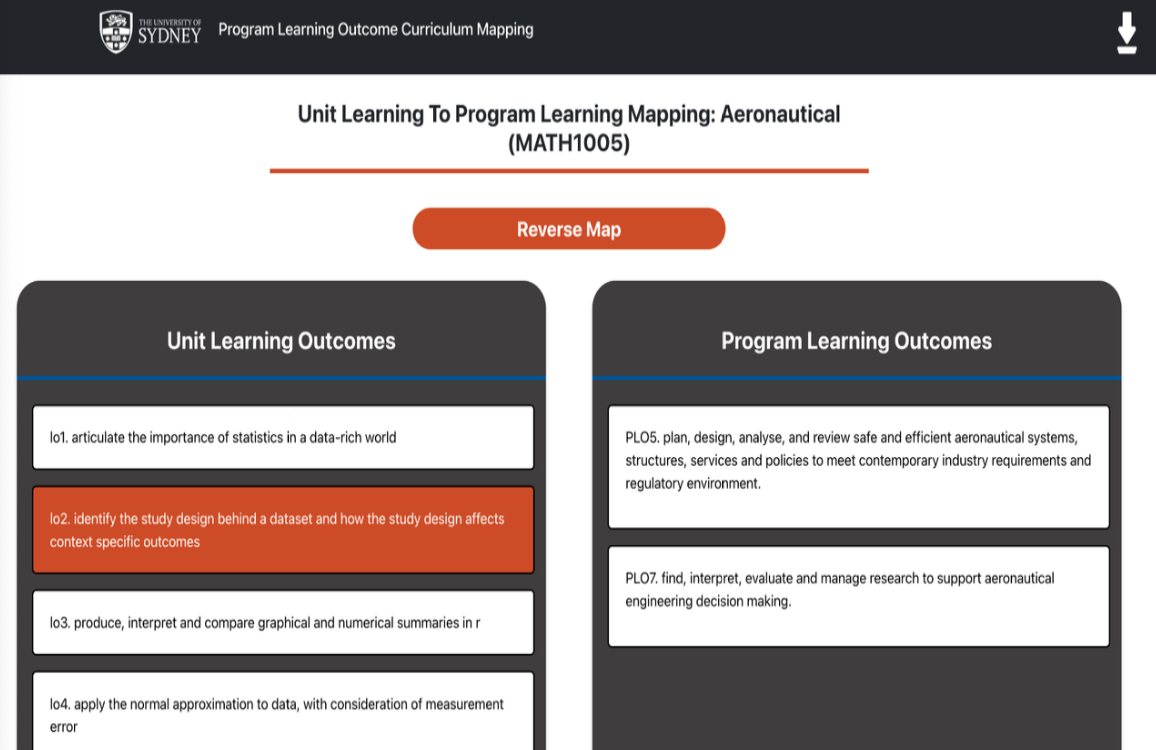 THE UNIVERSITY OF
SYDNEY
Program Learning Outcome Curriculum Mapping
Unit Learning To Program Learning Mapping: Aeronautical
(MATH1005)
Reverse Map
Unit Learning Outcomes
lo1. articulate the importance of statistics in a data-rich world
lo2. identify the study design behind a dataset and how the study design affects
context specific outcomes
lo3. produce, interpret and compare graphical and numerical summaries in r
lo4. apply the normal approximation to data, with consideration of measurement
error
Program Learning Outcomes
PLO5. plan, design, analyse, and review safe and efficient aeronautical systems,
structures, services and policies to meet contemporary industry requirements and
regulatory environment.
PLO7. find, interpret, evaluate and manage research to support aeronautical
engineering decision making.